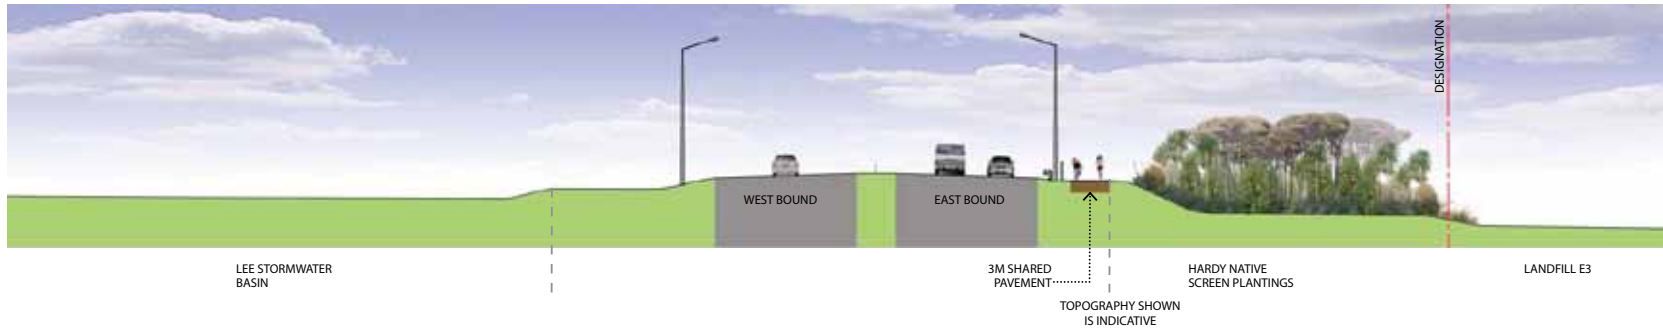 DESIGNATION
WEST BOUND
EAST BOUND
LEE STORMWATER
BASIN
3M SHARED
PAVEMENT
HARDY NATIVE
SCREEN PLANTINGS
LANDFILL E3
TOPOGRAPHY SHOWN
IS INDICATIVE